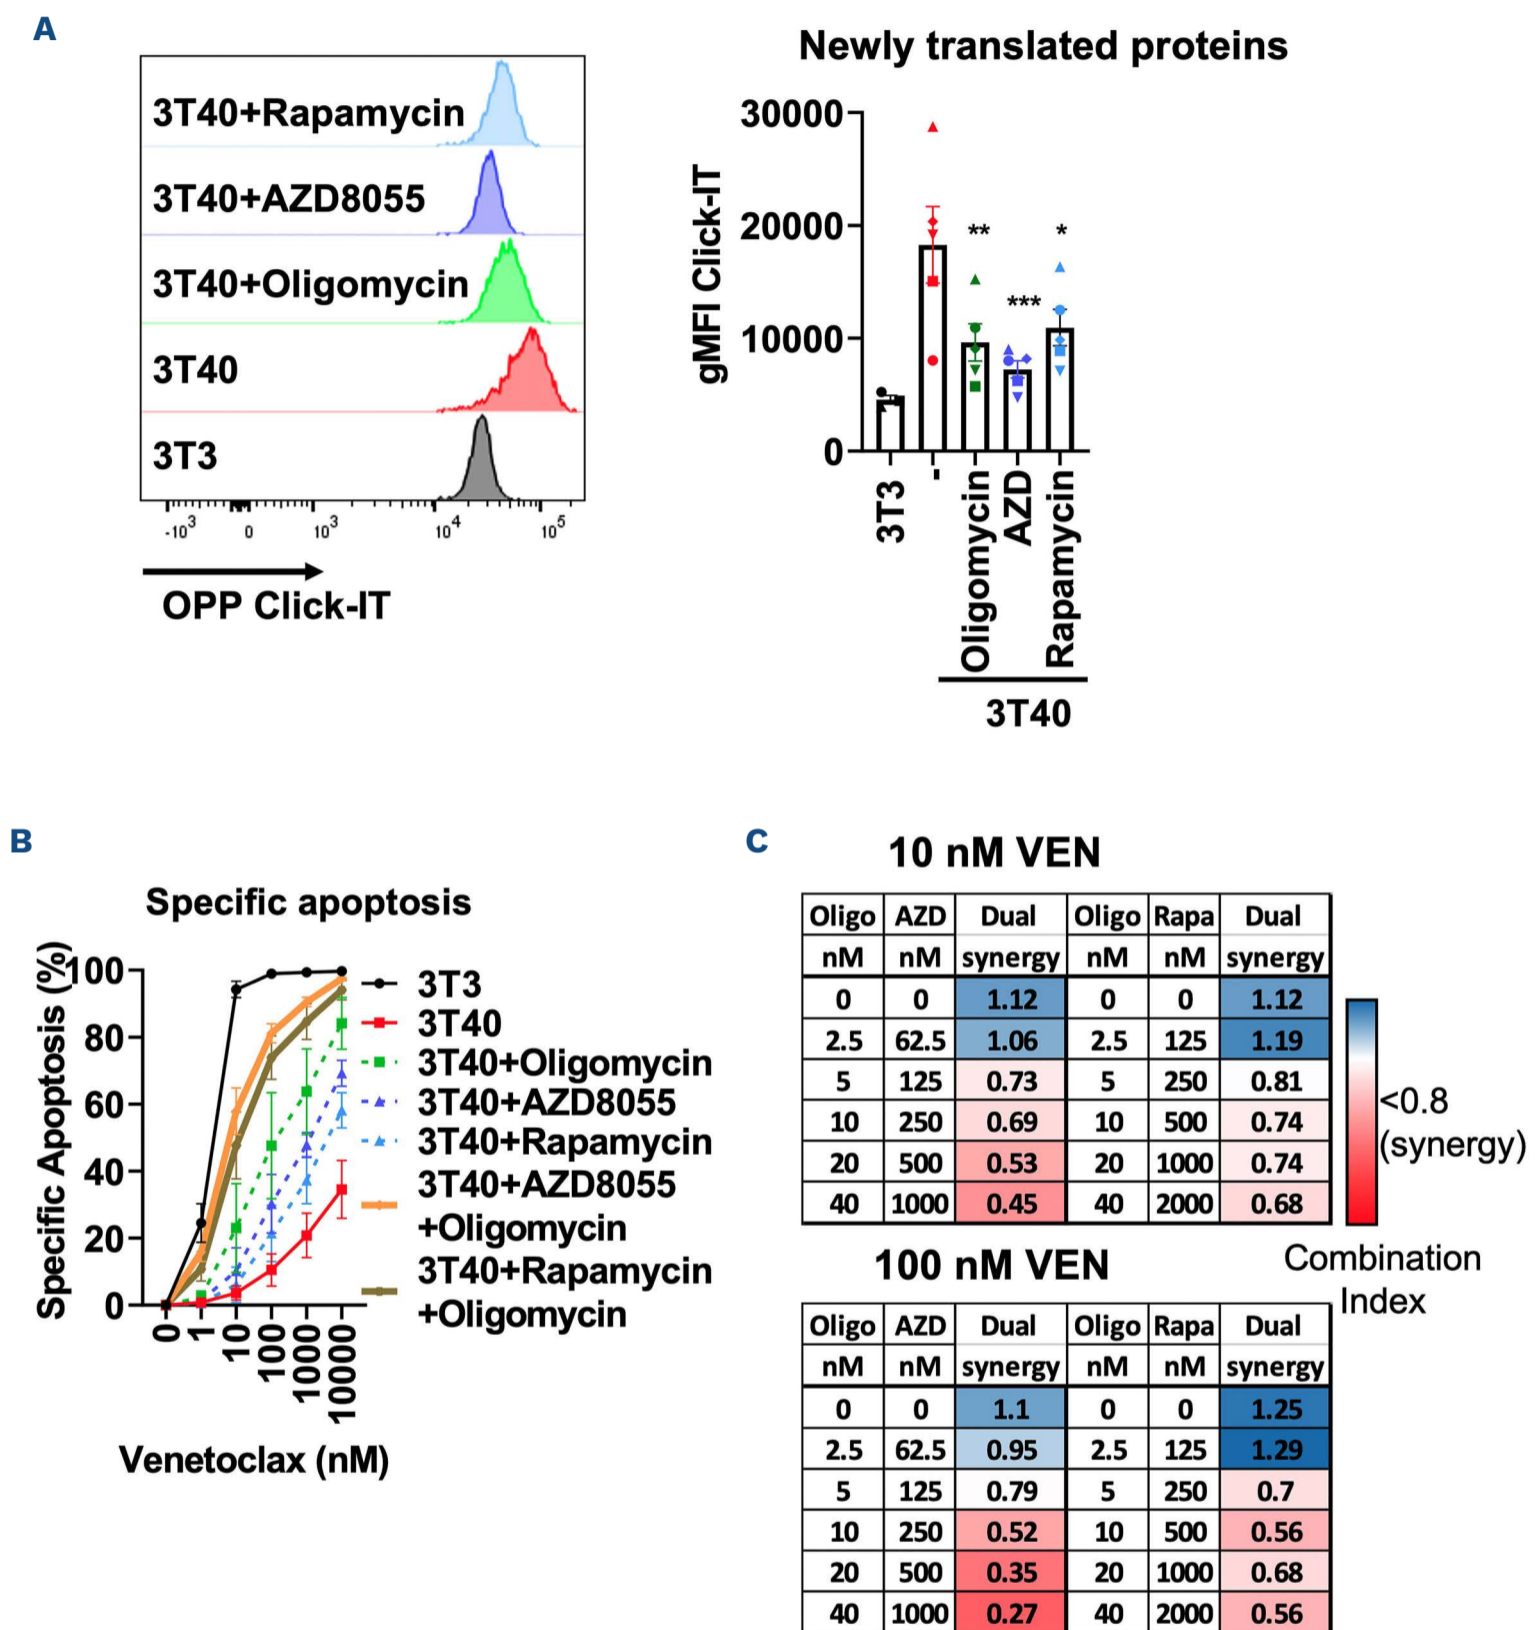 A
3T40+Rapamycin
3T40+AZD8055
3T40+Oligomycin
3T40
3T3
-10³ 0 10³ 10⁴ 10⁵
OPP Click-IT
Newly translated proteins
gMFI Click-IT
30000
20000
10000
0
** *** *
3T3
-
Oligomycin
AZD
Rapamycin
3T40
B
Specific apoptosis
Specific Apoptosis (%)
100
80
60
40
20
0
0 1 10 100 1000 10000
Venetoclax (nM)
3T3
3T40
3T40+Oligomycin
3T40+AZD8055
3T40+Rapamycin
3T40+AZD8055
+Oligomycin
3T40+Rapamycin
+Oligomycin
C
10 nM VEN
Oligo AZD Dual Oligo Rapa Dual
nM nM synergy nM nM synergy
0 0 1.12 0 0 1.12
2.5 62.5 1.06 2.5 125 1.19
5 125 0.73 5 250 0.81
10 250 0.69 10 500 0.74
20 500 0.53 20 1000 0.74
40 1000 0.45 40 2000 0.68
<0.8
(synergy)
Combination
Index
100 nM VEN
Oligo AZD Dual Oligo Rapa Dual
nM nM synergy nM nM synergy
0 0 1.1 0 0 1.25
2.5 62.5 0.95 2.5 125 1.29
5 125 0.79 5 250 0.7
10 250 0.52 10 500 0.56
20 500 0.35 20 1000 0.68
40 1000 0.27 40 2000 0.56